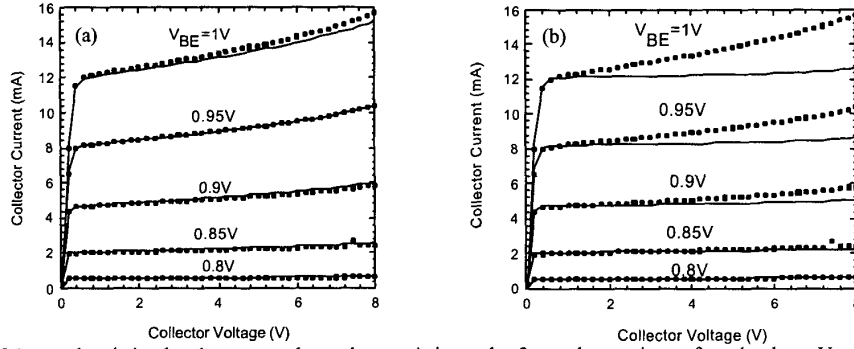 (a)
V_BE=1V
0.95V
0.9V
0.85V
0.8V
16
14
12
10
8
6
4
2
0
0 2 4 6 8
Collector Current (mA)
Collector Voltage (V)
(b)
V_BE=1V
0.95V
0.9V
0.85V
0.8V
16
14
12
10
8
6
4
2
0
0 2 4 6 8
Collector Current (mA)
Collector Voltage (V)